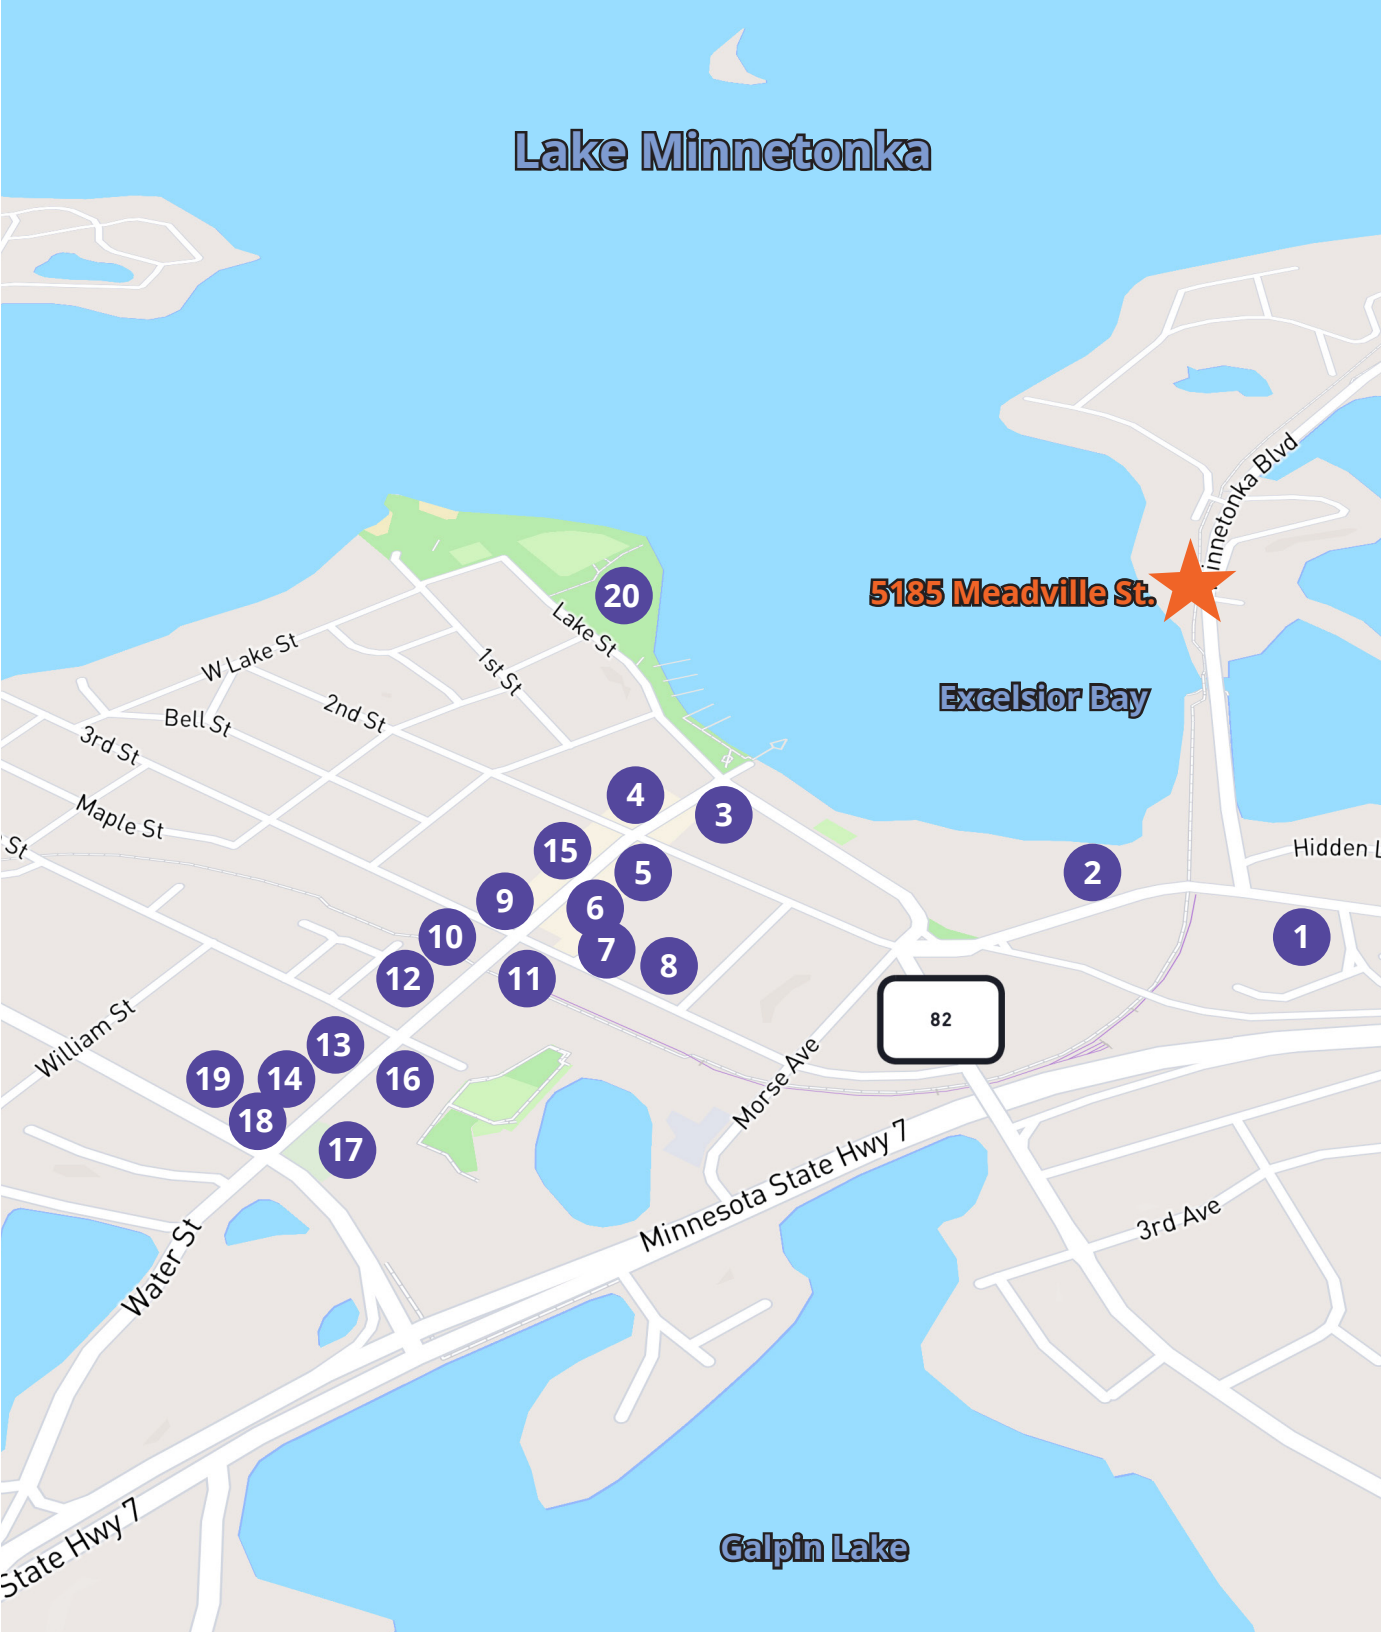 Lake Minnetonka
innetonka Blvd
5185 Meadville St.
20
Lake St
W Lake St
1st St
Excelsior Bay
2nd St
Bell St
3rd St
4
3
Maple St
St
15
5
2
Hidden L
9
6
10
7
8
1
12
11
82
William St
13
Morse Ave
19
14
16
18
17
Minnesota State Hwy 7
3rd Ave
Water St
State Hwy 7
Galpin Lake